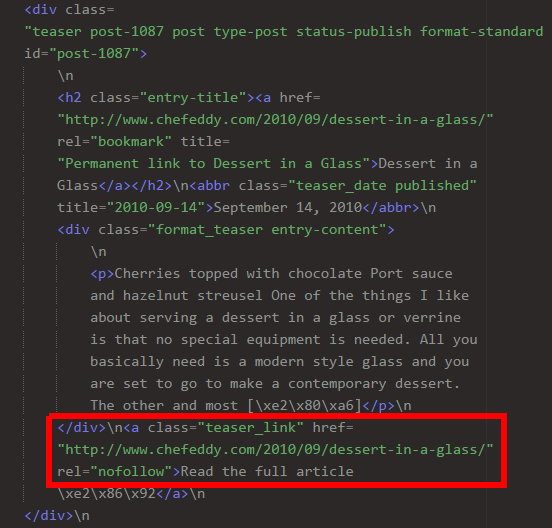 <div class=
"teaser post-1087 post type-post status-publish format-standard
id="post-1087">
\n
<h2 class="entry-title"><a href=
"http://www.chefeddy.com/2010/09/dessert-in-a-glass/"
rel="bookmark" title=
"Permanent link to Dessert in a Glass">Dessert in a
Glass</a></h2>\n<abbr class="teaser_date published"
title="2010-09-14">September 14, 2010</abbr>\n
<div class="format_teaser entry-content">
\n
<p>Cherries topped with chocolate Port sauce
and hazelnut streusel One of the things I like
about serving a dessert in a glass or verrine
is that no special equipment is needed. All you
basically need is a modern style glass and you
are set to go to make a contemporary dessert.
The other and most [\xe2\x80\xa6]</p>\n
</div>\n<a class="teaser_link" href=
"http://www.chefeddy.com/2010/09/dessert-in-a-glass/"
rel="nofollow">Read the full article
\xe2\x86\x92</a>\n
</div>\n